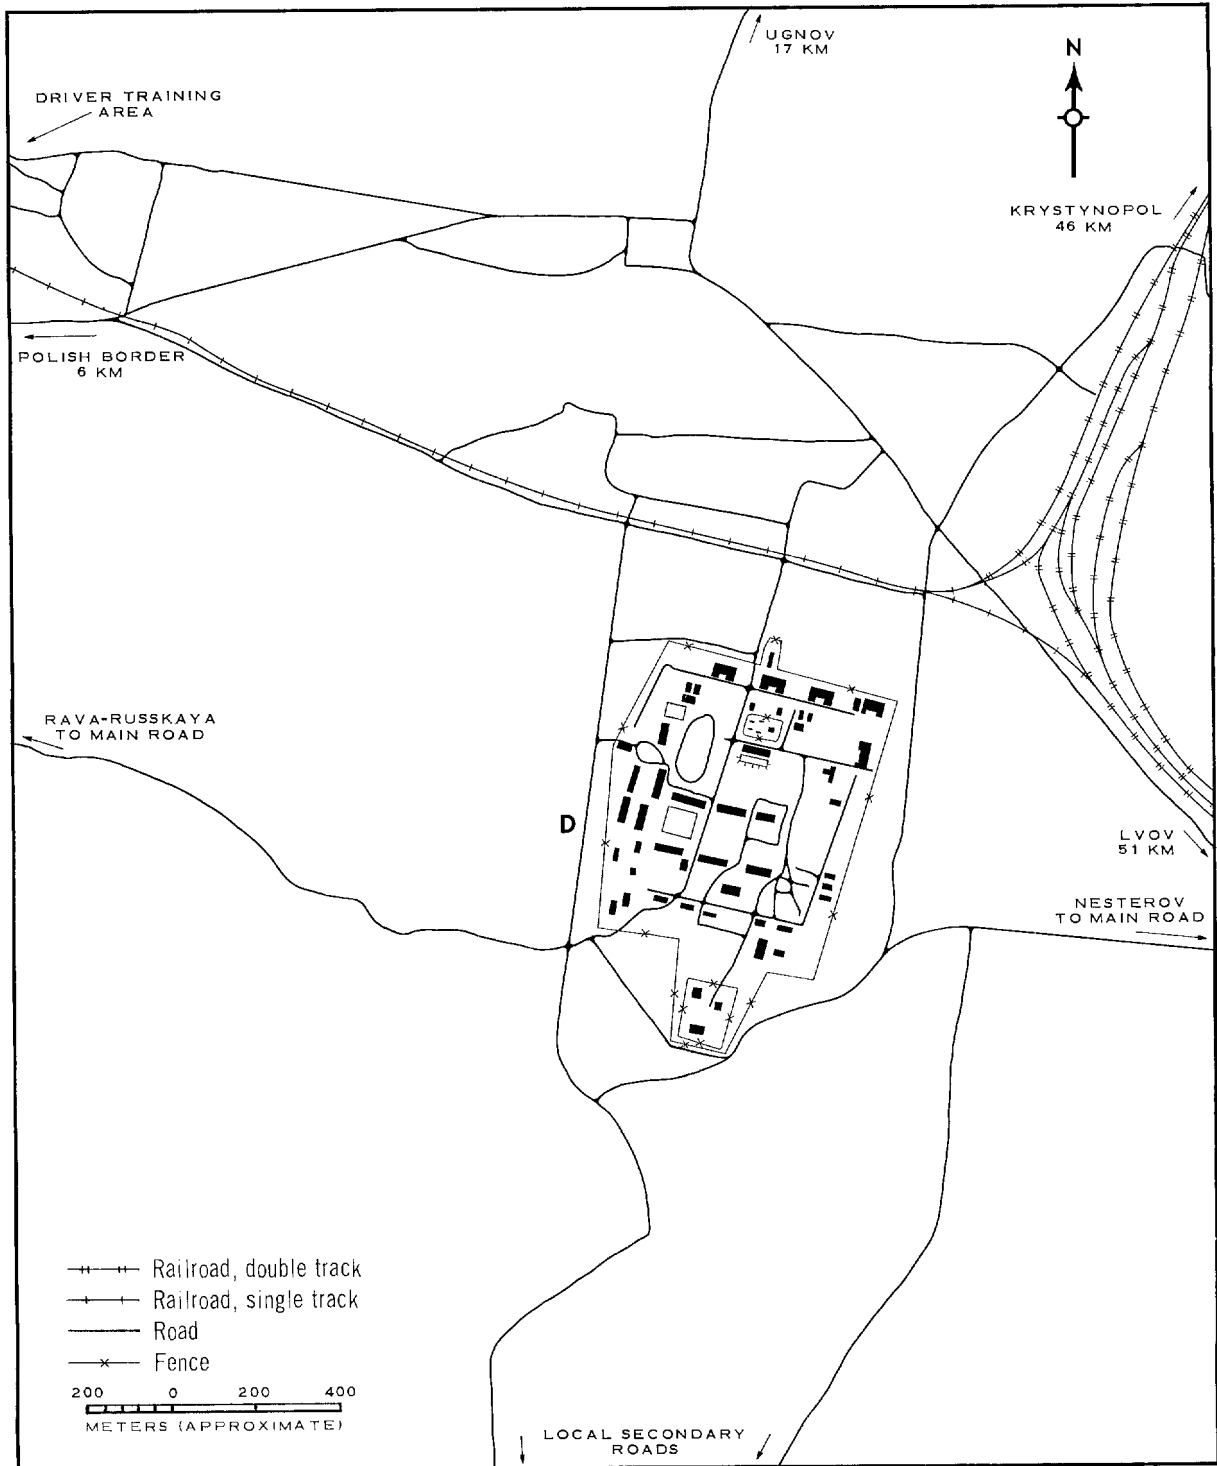 UGNOV
17 KM
N
DRIVER TRAINING
AREA
KRYSTYNOPOL
46 KM
POLISH BORDER
6 KM
RAVA-RUSSKAYA
TO MAIN ROAD
D
LVOV
51 KM
NESTEROV
TO MAIN ROAD
Railroad, double track
Railroad, single track
Road
Fence
200 0 200 400
METERS (APPROXIMATE)
LOCAL SECONDARY
ROADS